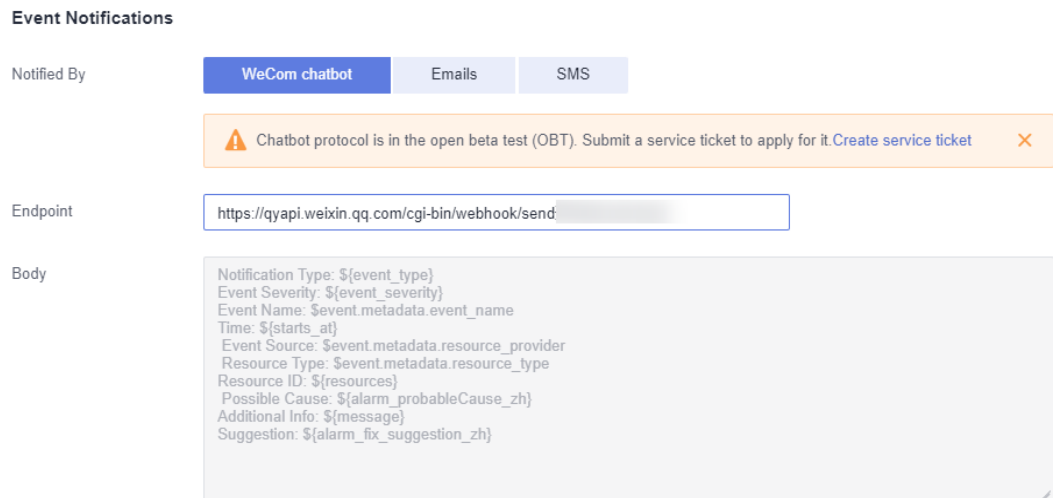 Event Notifications
Notified By
WeCom chatbot Emails SMS
Chatbot protocol is in the open beta test (OBT). Submit a service ticket to apply for it.Create service ticket
Endpoint
https://qyapi.weixin.qq.com/cgi-bin/webhook/send
Body
Notification Type: ${event_type}
Event Severity: ${event_severity}
Event Name: $event.metadata.event_name
Time: ${starts_at}
Event Source: $event.metadata.resource_provider
Resource Type: $event.metadata.resource_type
Resource ID: ${resources}
Possible Cause: ${alarm_probableCause_zh}
Additional Info: ${message}
Suggestion: ${alarm_fix_suggestion_zh}